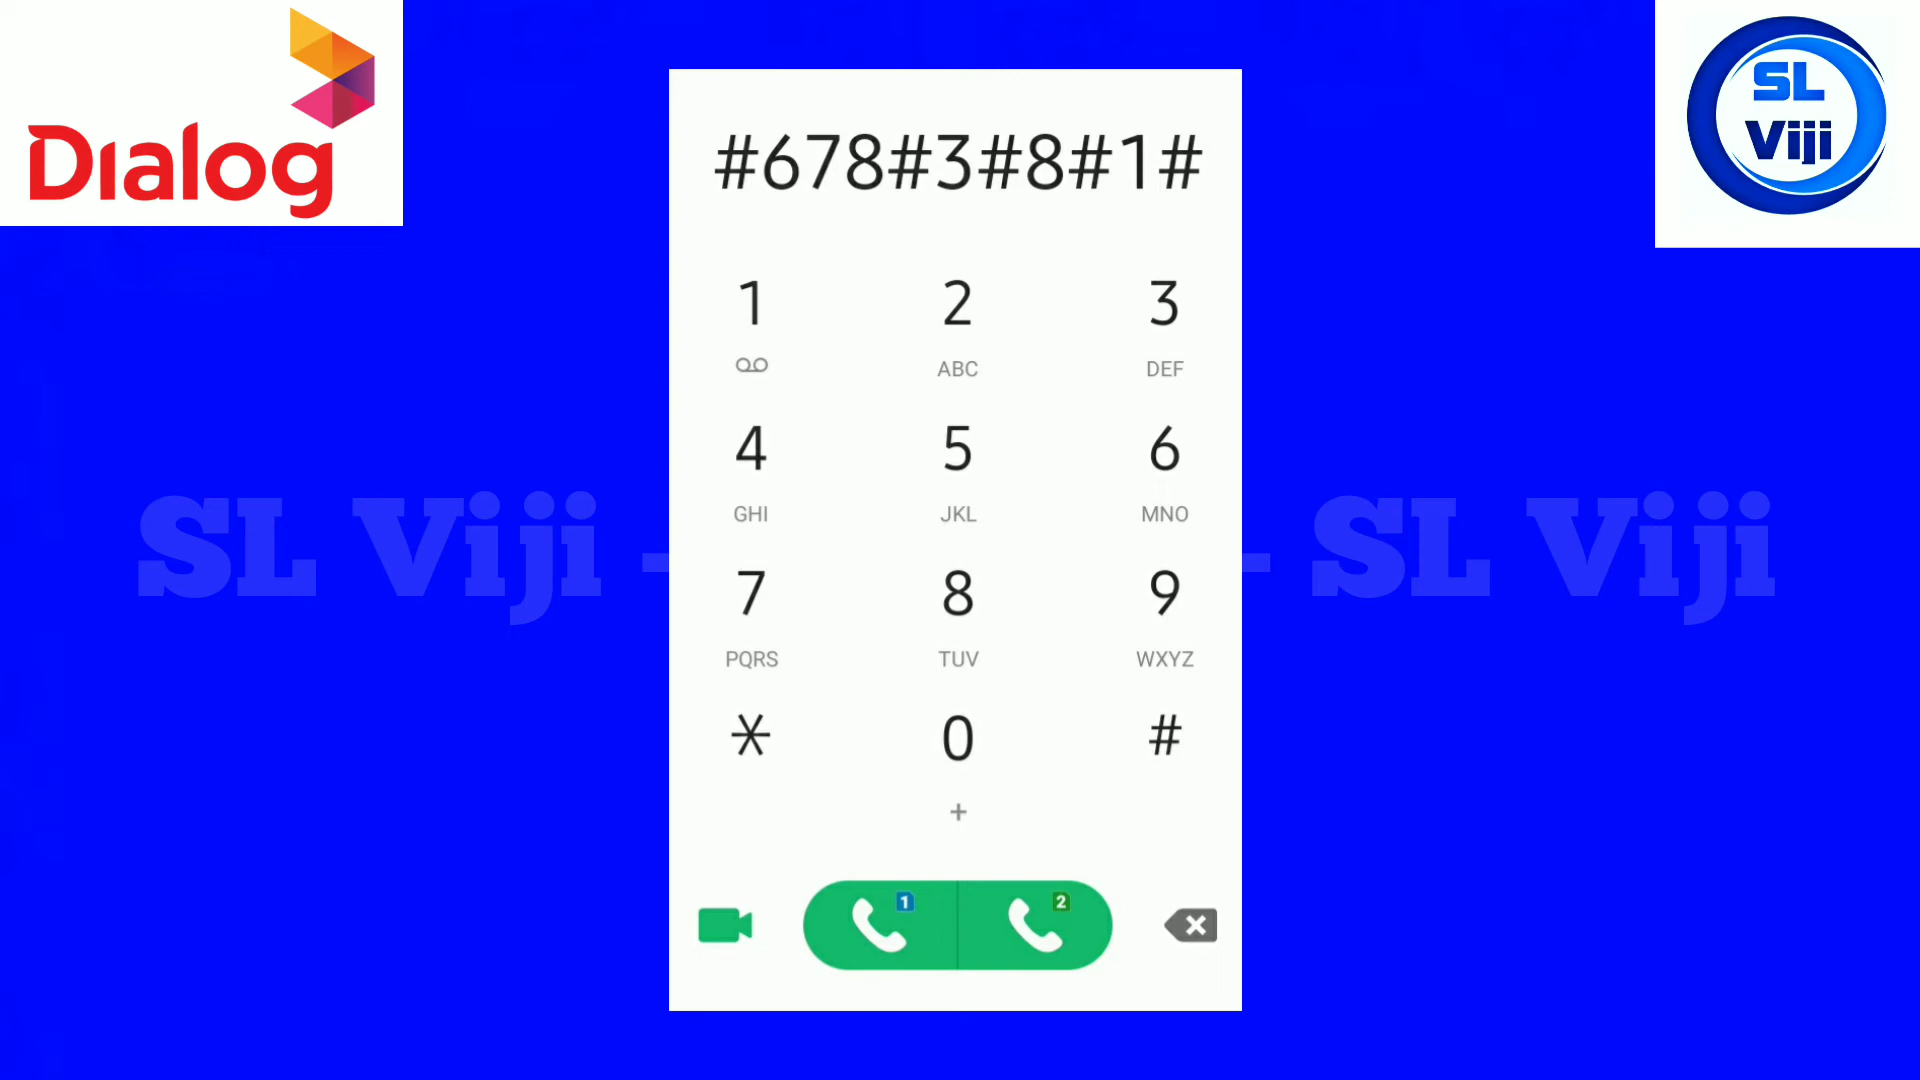 Dialog
SL
Viji
#678#3#8#1#
1 2 3
ABC DEF
4 5 6
GHI JKL MNO
7 8 9
PQRS TUV WXYZ
* 0 #
+
1 2
SL Viji - - SL Viji